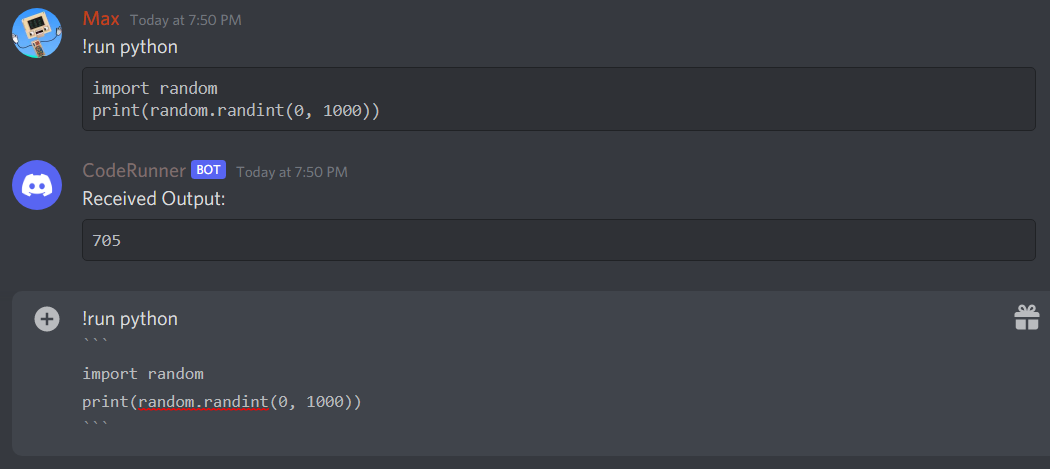 Max Today at 7:50 PM
!run python
import random
print(random.randint(0, 1000))
CodeRunner BOT Today at 7:50 PM
Received Output:
705
!run python
```
import random
print(random.randint(0, 1000))
```